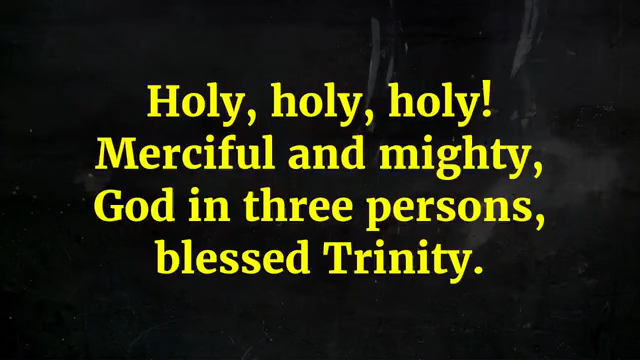 Holy, holy, holy!
Merciful and mighty,
God in three persons,
blessed Trinity.